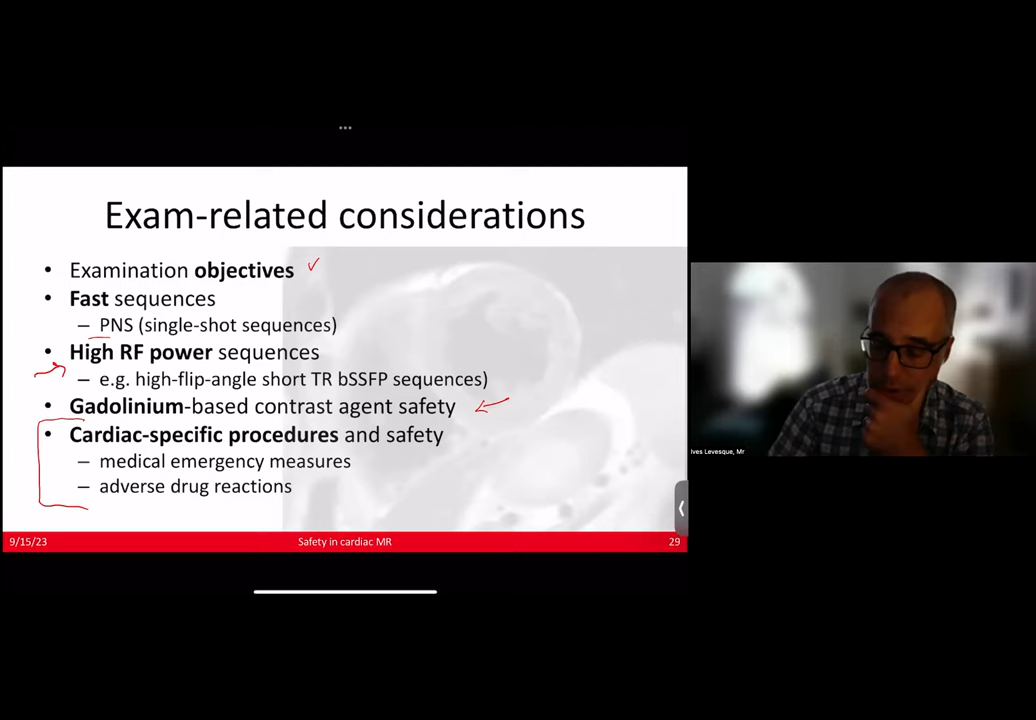 Exam-related considerations
• Examination objectives ✓
• Fast sequences
– PNS (single-shot sequences)
• High RF power sequences
– e.g. high-flip-angle short TR bSSFP sequences)
• Gadolinium-based contrast agent safety
• Cardiac-specific procedures and safety
– medical emergency measures
– adverse drug reactions
9/15/23 Safety in cardiac MR 29
Ives Levesque, Mr